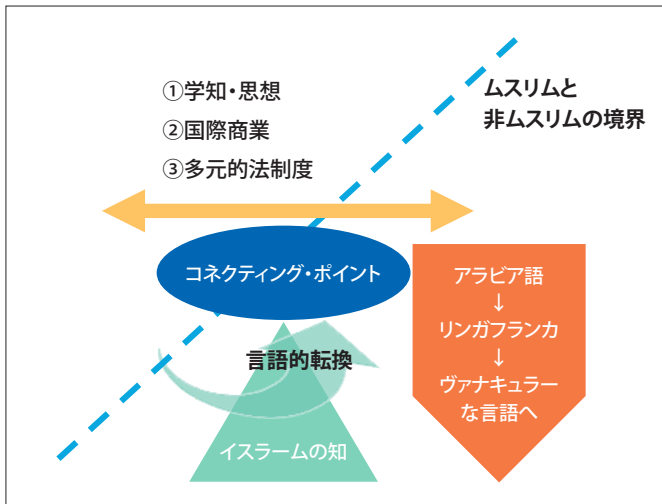 ①学知・思想
②国際商業
③多元的法制度
ムスリムと
非ムスリムの境界
コネクティング・ポイント
言語的転換
イスラームの知
アラビア語
↓
リンガフランカ
↓
ヴァナキュラー
な言語へ